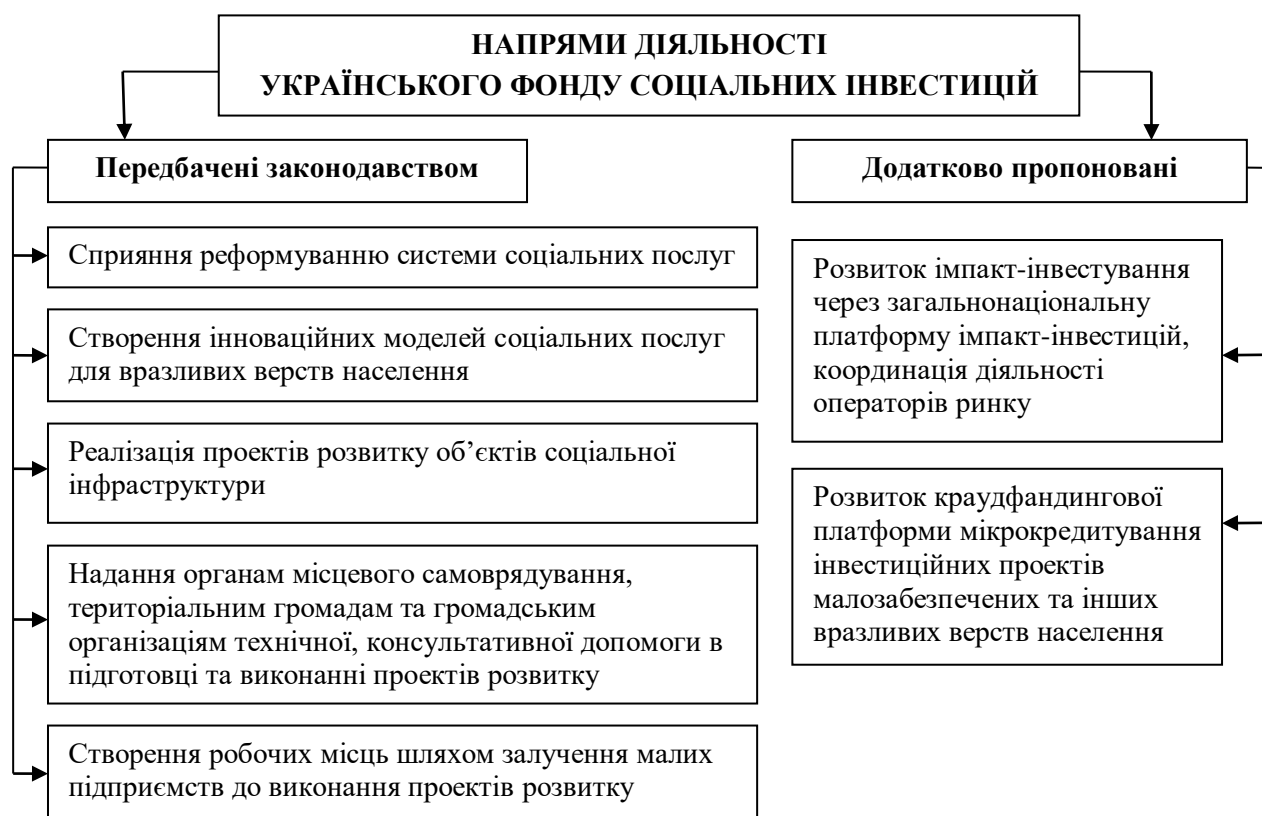 НАПРЯМИ ДІЯЛЬНОСТІ
УКРАЇНСЬКОГО ФОНДУ СОЦІАЛЬНИХ ІНВЕСТИЦІЙ
Передбачені законодавством
Сприяння реформуванню системи соціальних послуг
Створення інноваційних моделей соціальних послуг
для вразливих верств населення
Реалізація проектів розвитку об’єктів соціальної
інфраструктури
Надання органам місцевого самоврядування,
територіальним громадам та громадським
організаціям технічної, консультативної допомоги в
підготовці та виконанні проектів розвитку
Створення робочих місць шляхом залучення малих
підприємств до виконання проектів розвитку
Додатково пропоновані
Розвиток імпакт-інвестування
через загальнонаціональну
платформу імпакт-інвестицій,
координація діяльності
операторів ринку
Розвиток краудфандингової
платформи мікрокредитування
інвестиційних проектів
малозабезпечених та інших
вразливих верств населення